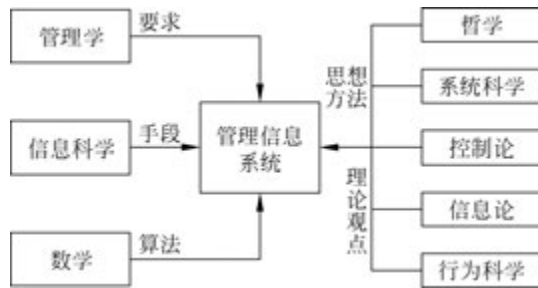 管理学
要求
哲学
思想
方法
系统科学
信息科学
手段
管理信息
系统
控制论
理论观点
信息论
数学
算法
行为科学